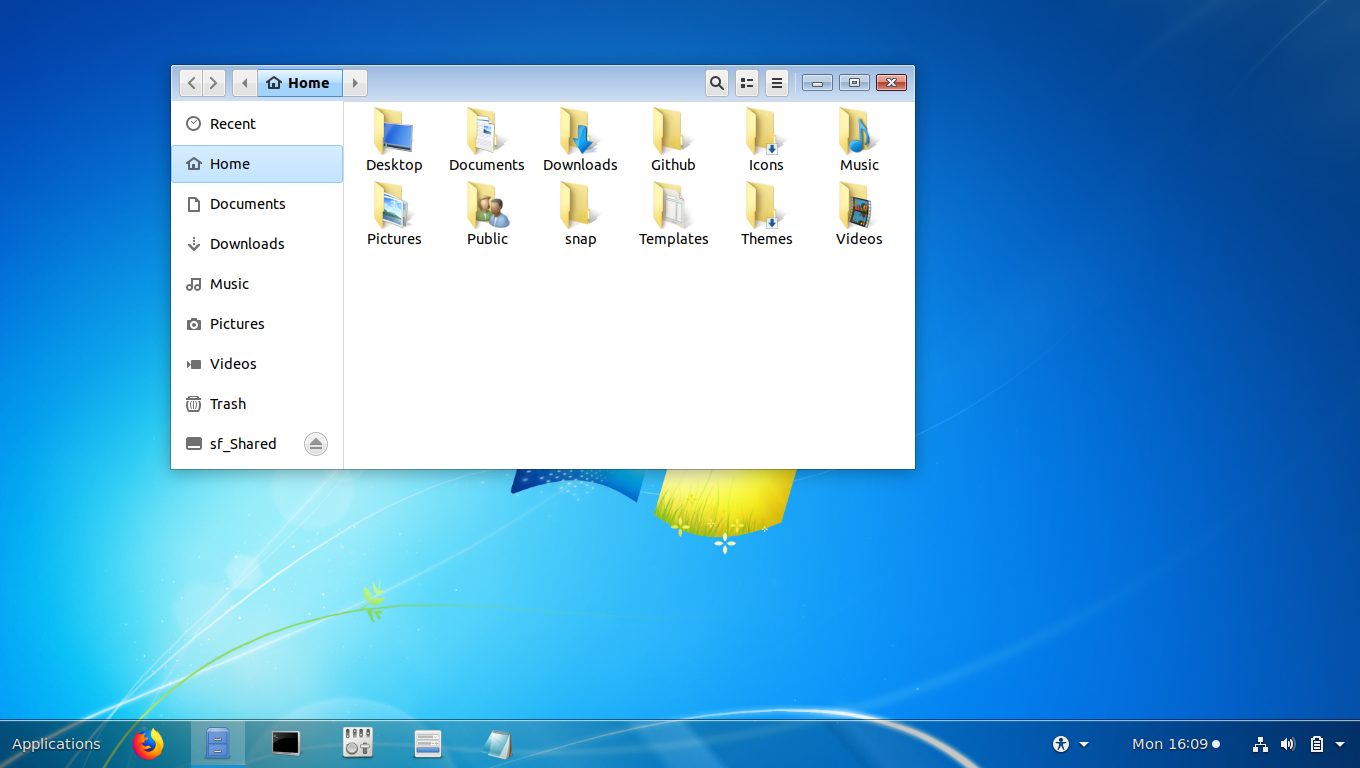 Home
Recent
Home
Documents
Downloads
Music
Pictures
Videos
Trash
sf_Shared
Desktop Documents Downloads Github Icons Music
Pictures Public snap Templates Themes Videos
Applications Mon 16:09